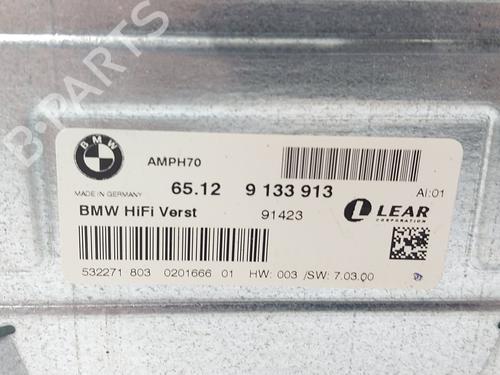 B-PARTS
BMW
AMPH70
MADE IN GERMANY
65.12 9 133 913
AI:01
BMW HiFi Verst
91423
LEAR
CORPORATION
532271 803 0201666 01 HW: 003 /SW: 7.03.00